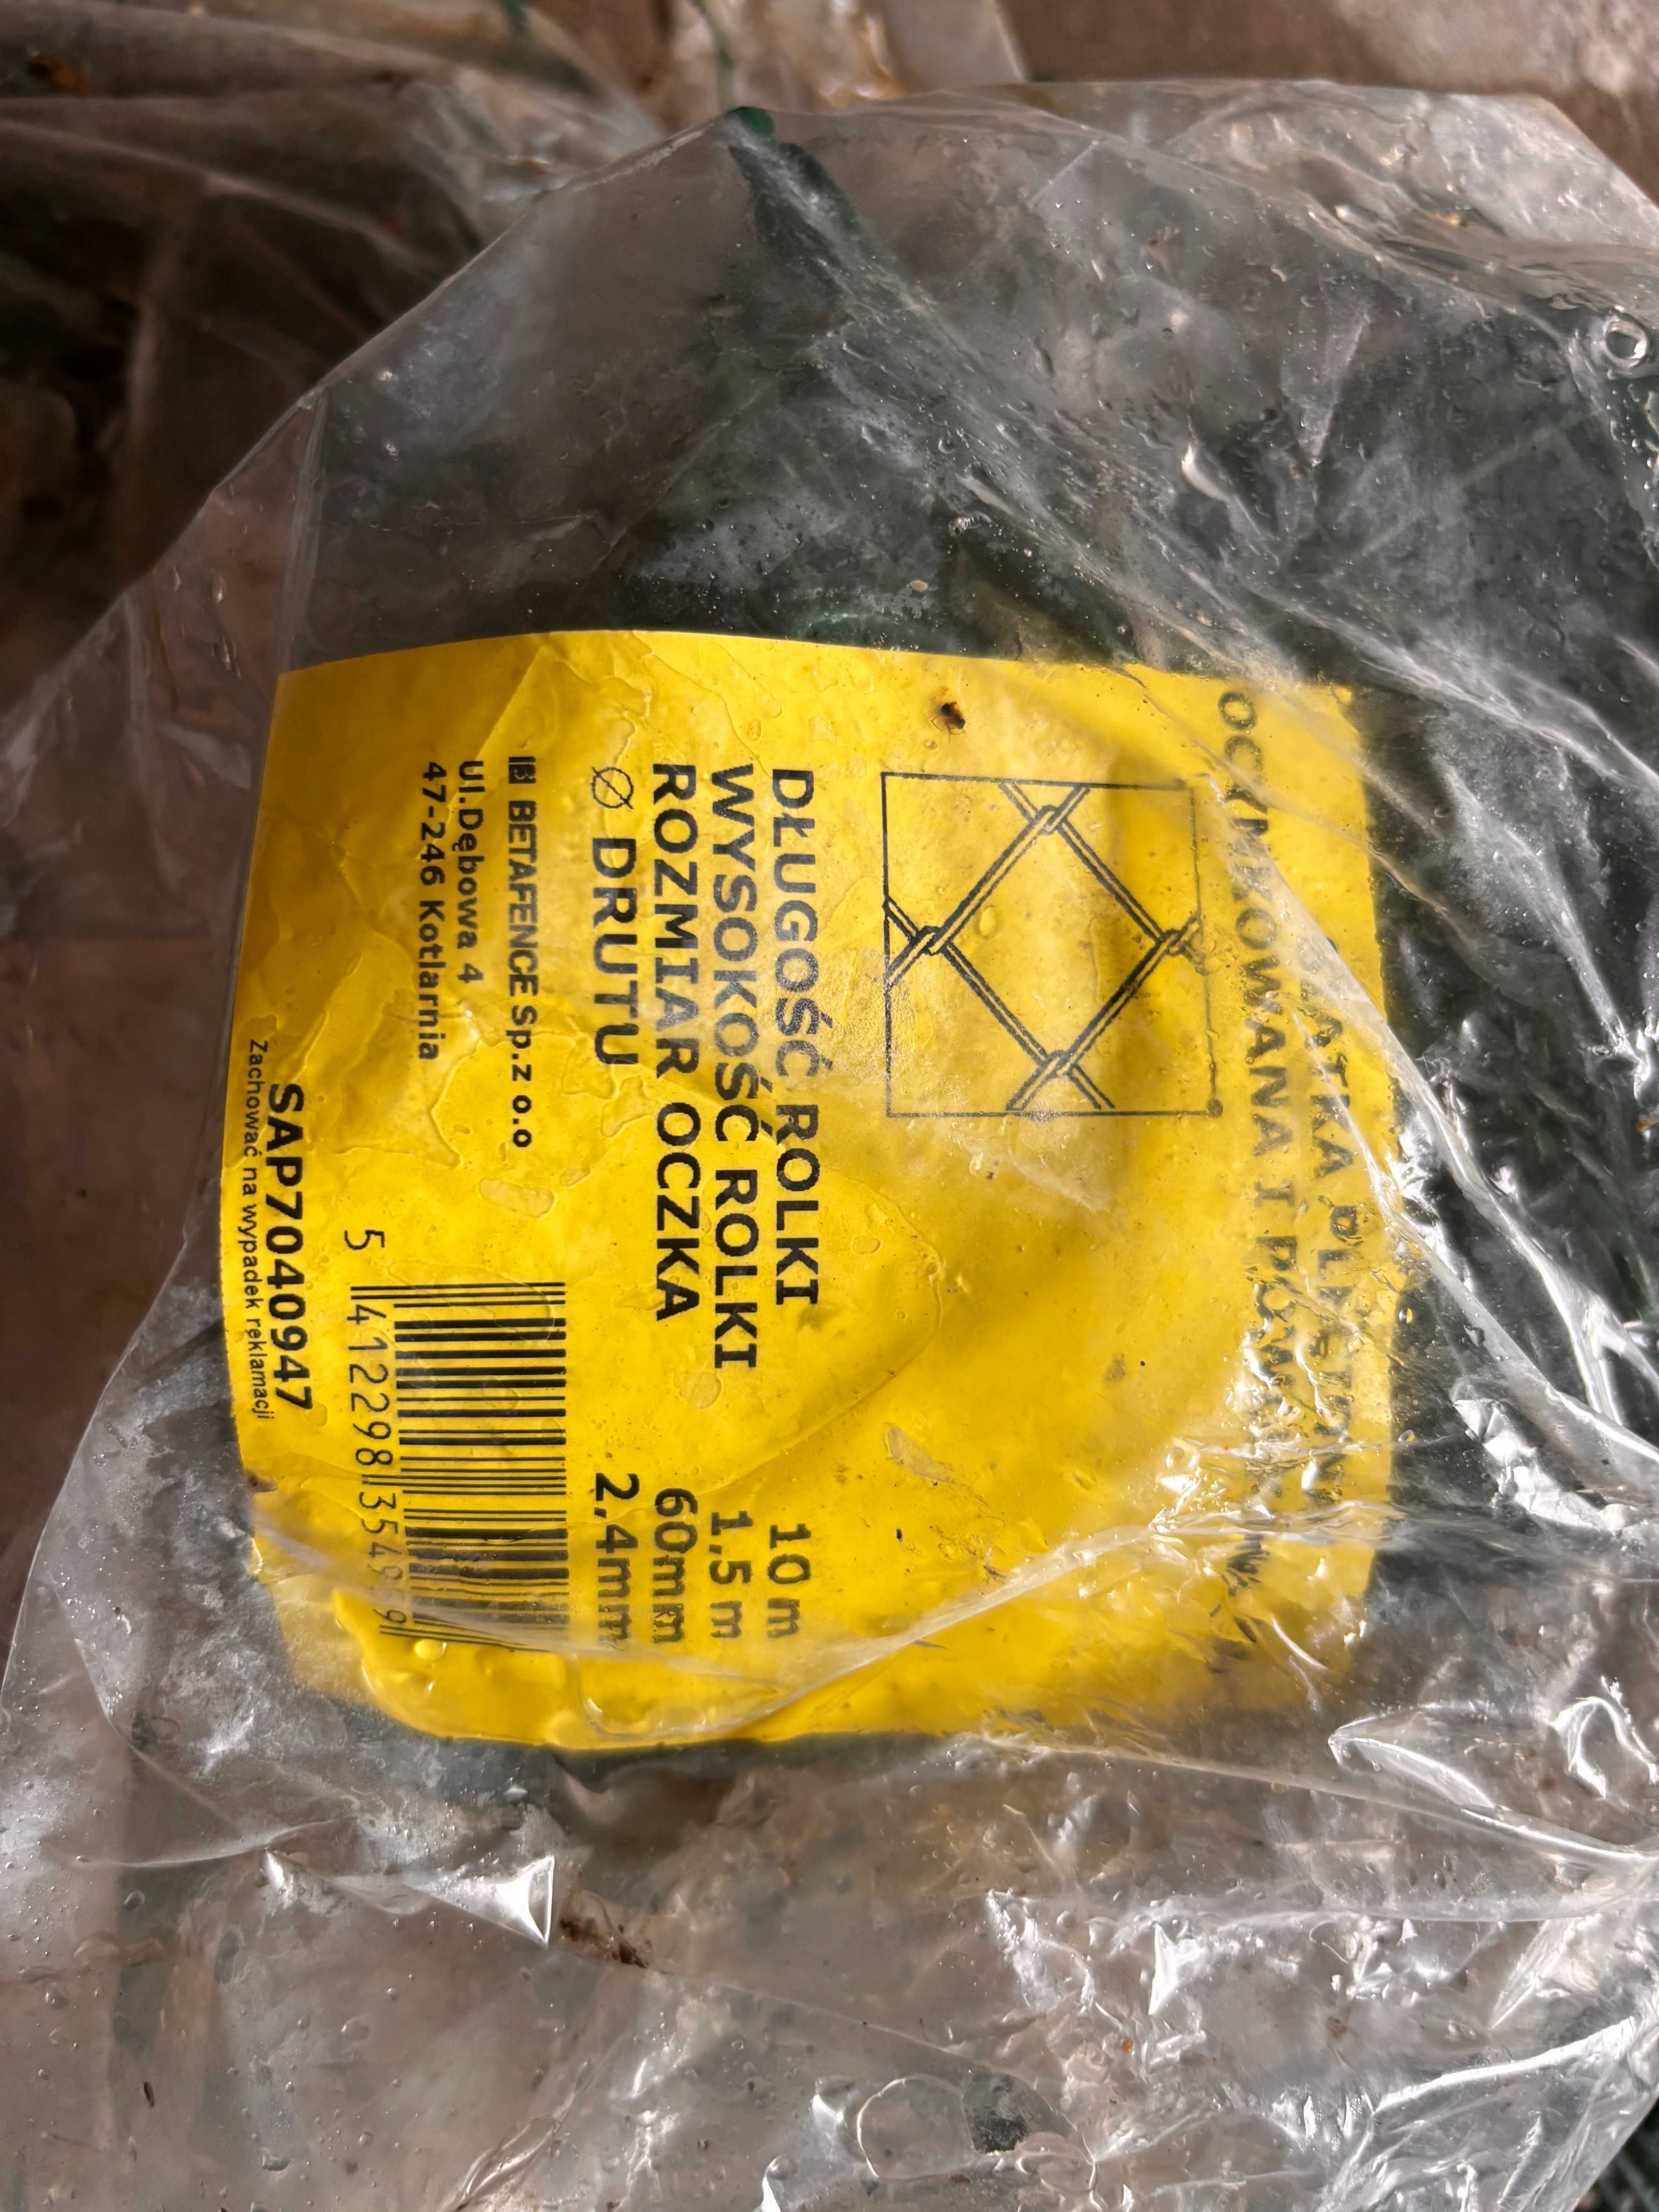 SIATKA PLECIONA
OCYNKOWANA I POWLEKANA
DŁUGOŚĆ ROLKI 10 m
WYSOKOŚĆ ROLKI 1,5 m
ROZMIAR OCZKA 60mm
Ø DRUTU 2,4mm
BETAFENCE Sp.z o.o
Ul.Dębowa 4
47-246 Kotlarnia
5 412298 354919
SAP7040947
Zachować na wypadek reklamacji